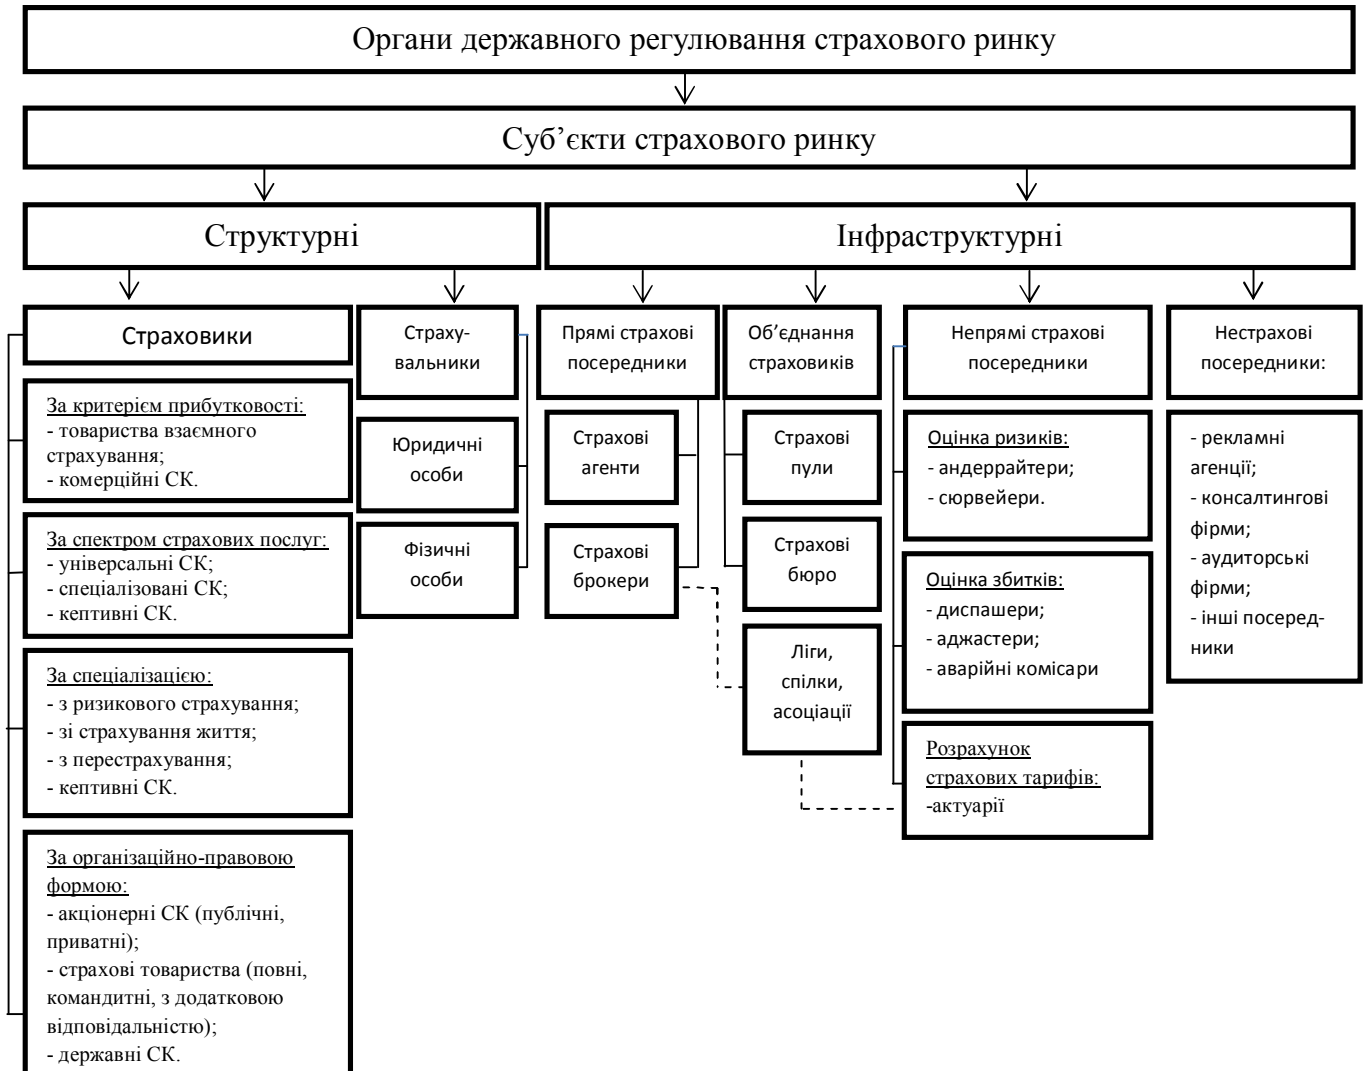 Органи державного регулювання страхового ринку
Суб’єкти страхового ринку
Структурні
Інфраструктурні
Страховики
За критерієм прибутковості:
- товариства взаємного
страхування;
- комерційні СК.
За спектром страхових послуг:
- універсальні СК;
- спеціалізовані СК;
- кептивні СК.
За спеціалізацією:
- з ризикового страхування;
- зі страхування життя;
- з перестрахування;
- кептивні СК.
За організаційно-правовою
формою:
- акціонерні СК (публічні,
приватні);
- страхові товариства (повні,
командитні, з додатковою
відповідальністю);
- державні СК.
Страху-
вальники
Юридичні
особи
Фізичні
особи
Прямі страхові
посередники
Страхові
агенти
Страхові
брокери
Об’єднання
страховиків
Страхові
пули
Страхові
бюро
Ліги,
спілки,
асоціації
Непрямі страхові
посередники
Оцінка ризиків:
- андеррайтери;
- сюрвейери.
Оцінка збитків:
- диспашери;
- аджастери;
- аварійні комісари
Розрахунок
страхових тарифів:
-актуарії
Нестрахові
посередники:
- рекламні
агенції;
- консалтингові
фірми;
- аудиторські
фірми;
- інші посеред-
ники